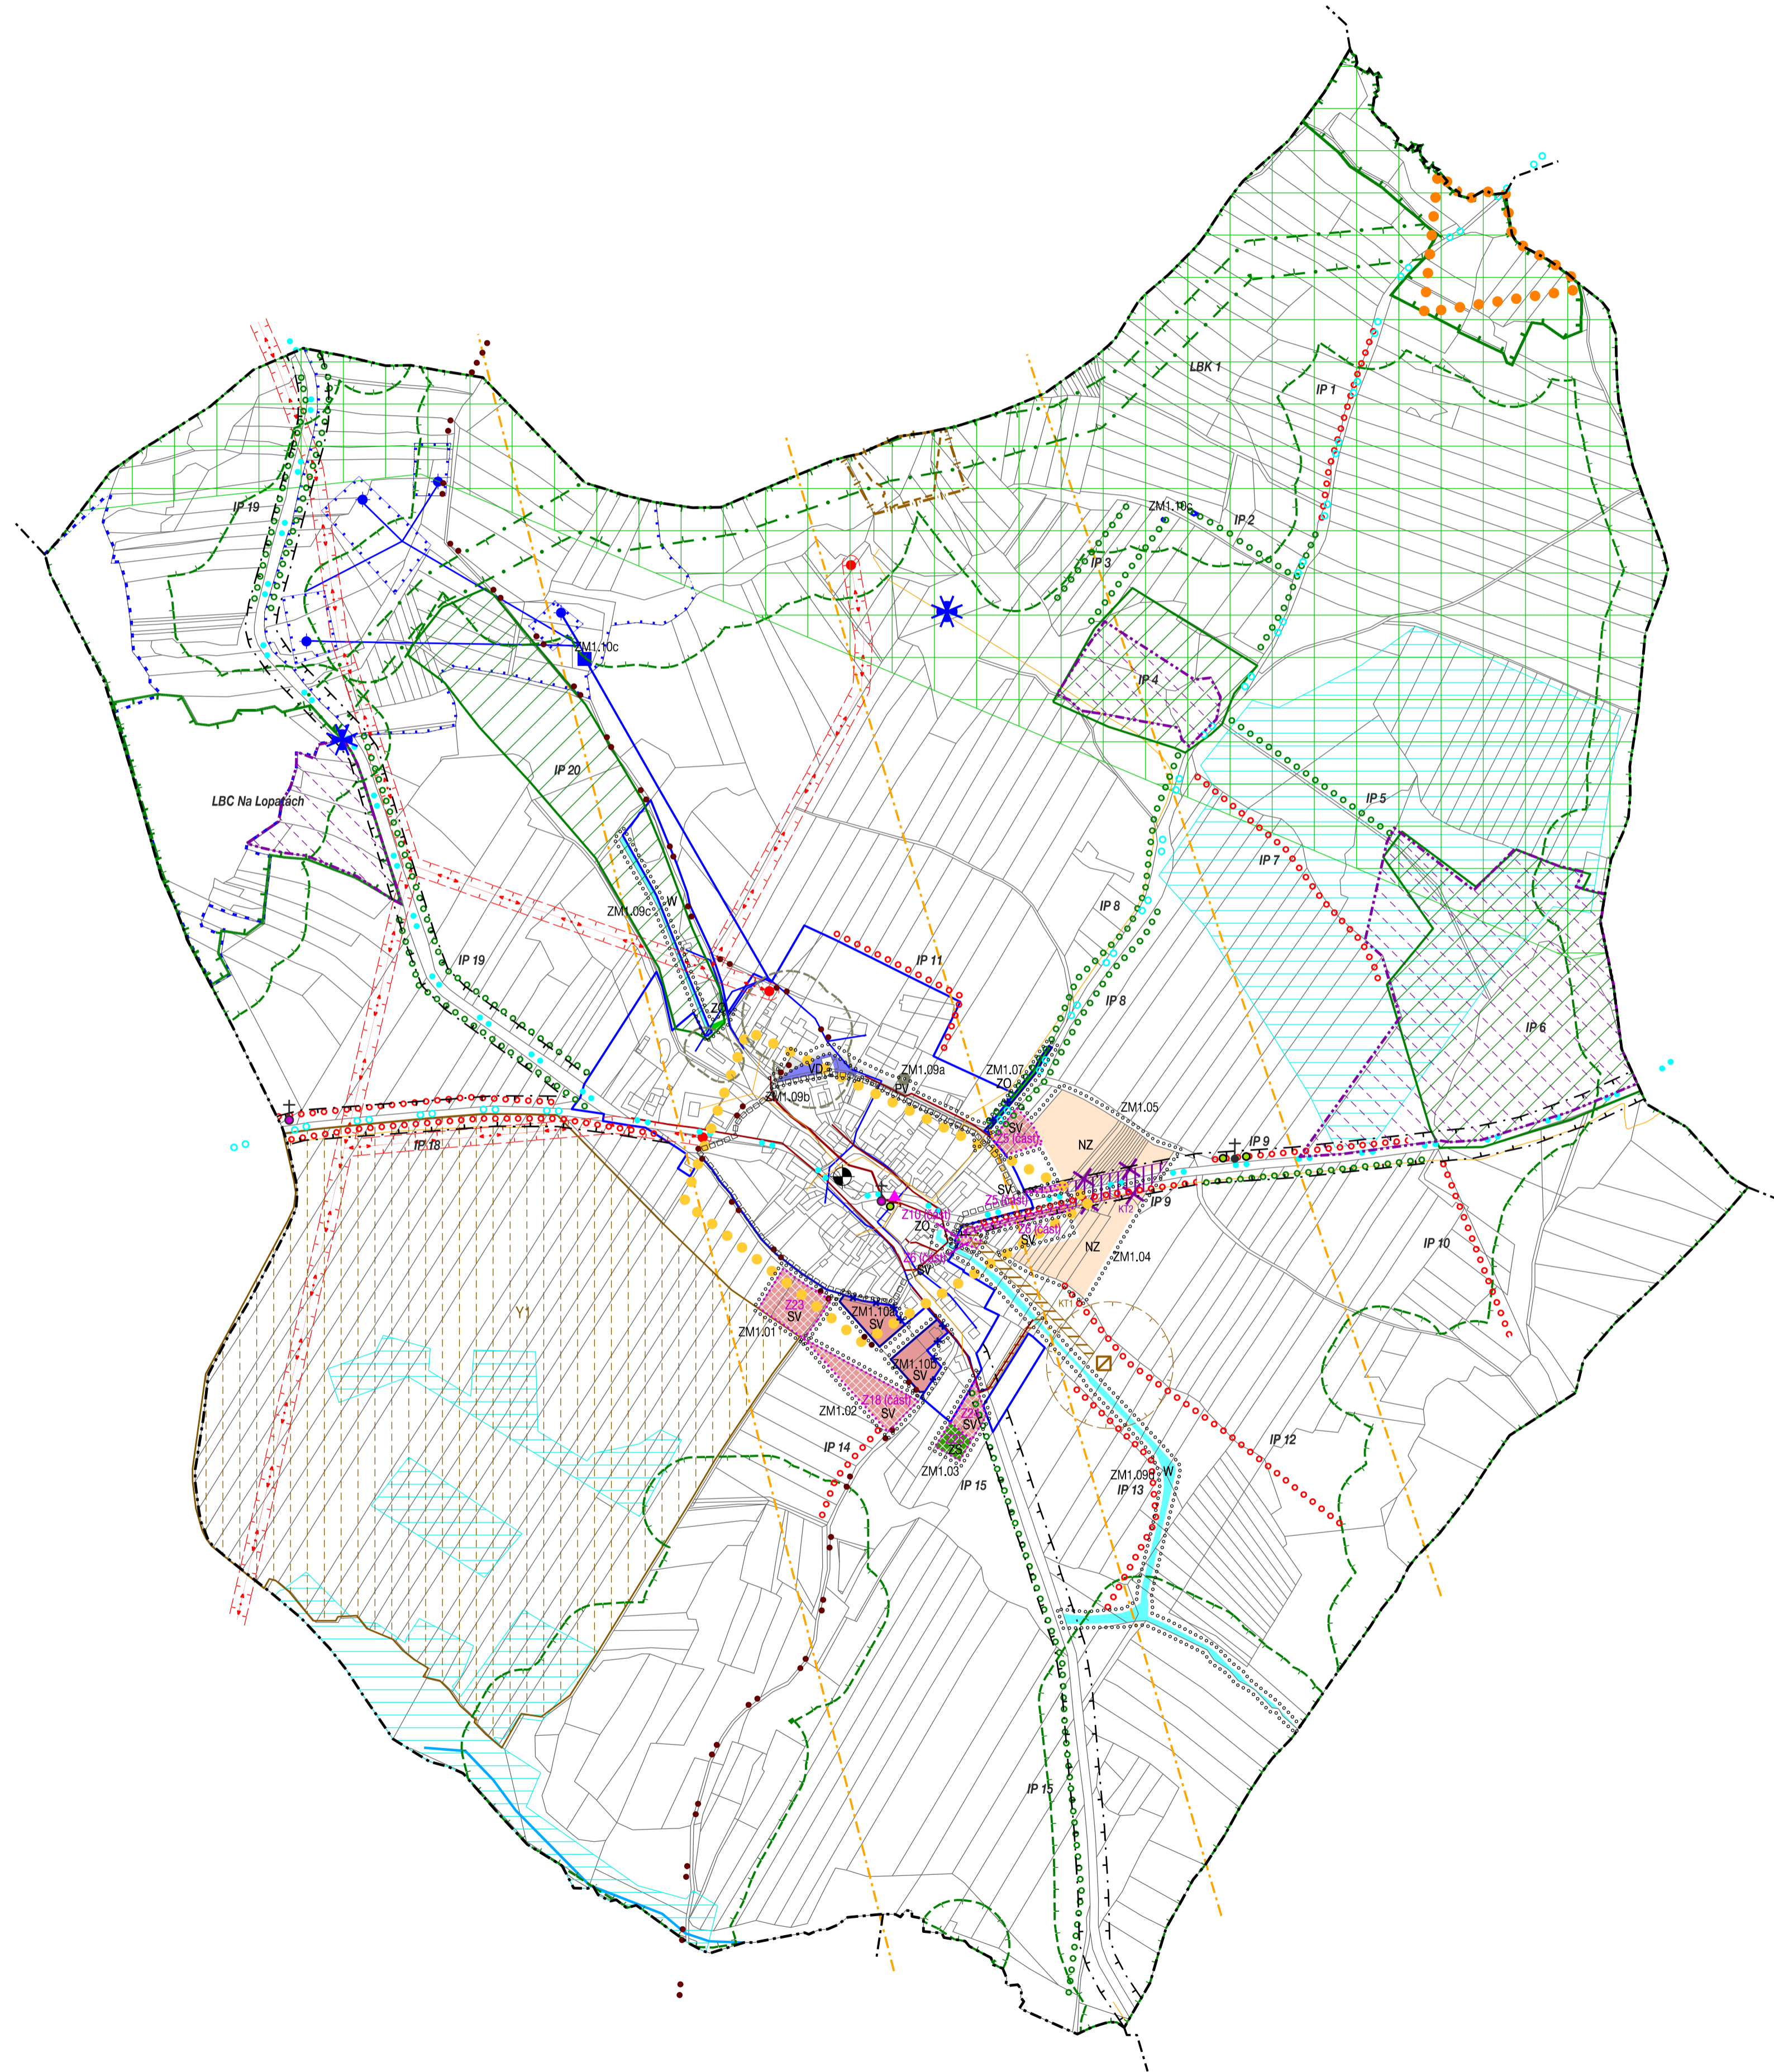 LBK 1
IP 1
IP 19
ZM1.10c
IP 2
IP 3
ZM1.10c
IP 4
IP 20
LBC Na Lopatách
IP 5
IP 7
ZM1.09c
W
IP 8
IP 19
IP 11
IP 8
ZO
IP 6
VD
ZM1.09a
PV
ZM1.07
ZO
ZM1.09b
ZM1.05
SV
Z5 (část)
NZ
IP 9
IP 18
SV
Z5 (část)
KT2
IP 9
Z10 (část)
ZO
Z6 (část)
SV
NZ
ZM1.04
IP 10
Z6 (část)
SV
Y1
Z23
SV
ZM1.10a
SV
KT1
ZM1.01
ZM1.10b
SV
Z18 (část)
SV
ZM1.02
SV
IP 14
ZS
IP 12
ZM1.03
IP 15
W
IP 13
IP 15